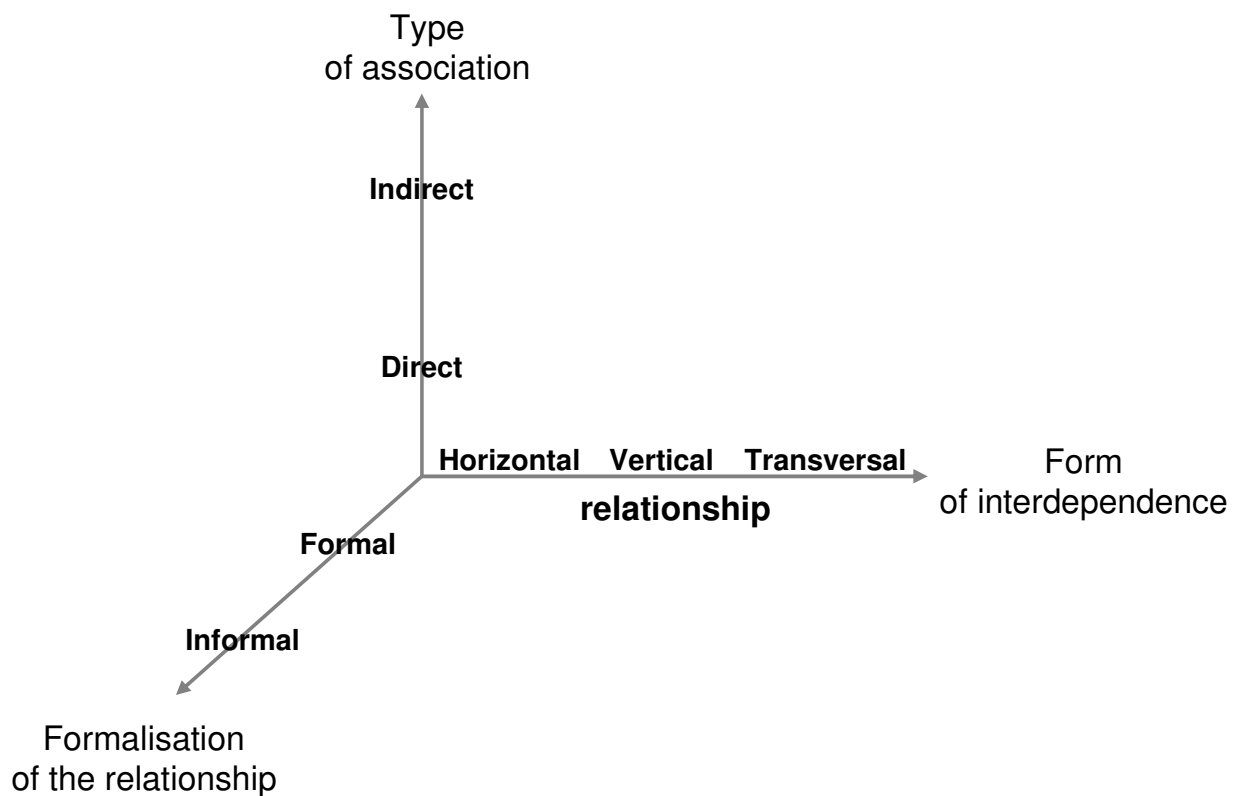 Type
of association
Indirect
Direct
Horizontal Vertical Transversal
relationship
Form
of interdependence
Formal
Informal
Formalisation
of the relationship